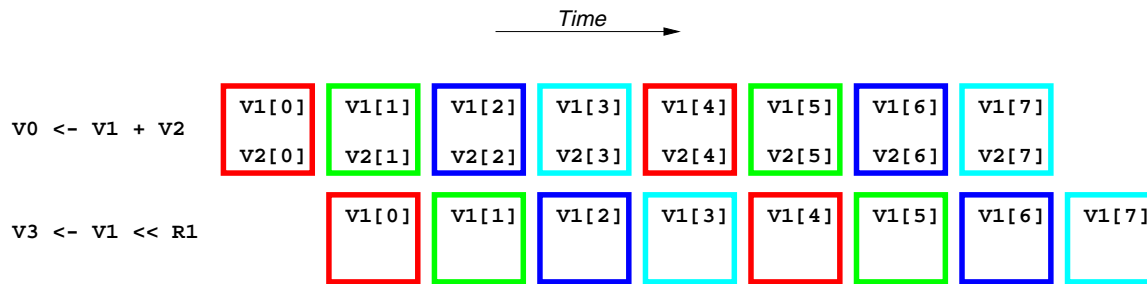 Time
V1[0] V1[1] V1[2] V1[3] V1[4] V1[5] V1[6] V1[7]
V0 <- V1 + V2
V2[0] V2[1] V2[2] V2[3] V2[4] V2[5] V2[6] V2[7]
V1[0] V1[1] V1[2] V1[3] V1[4] V1[5] V1[6] V1[7]
V3 <- V1 << R1